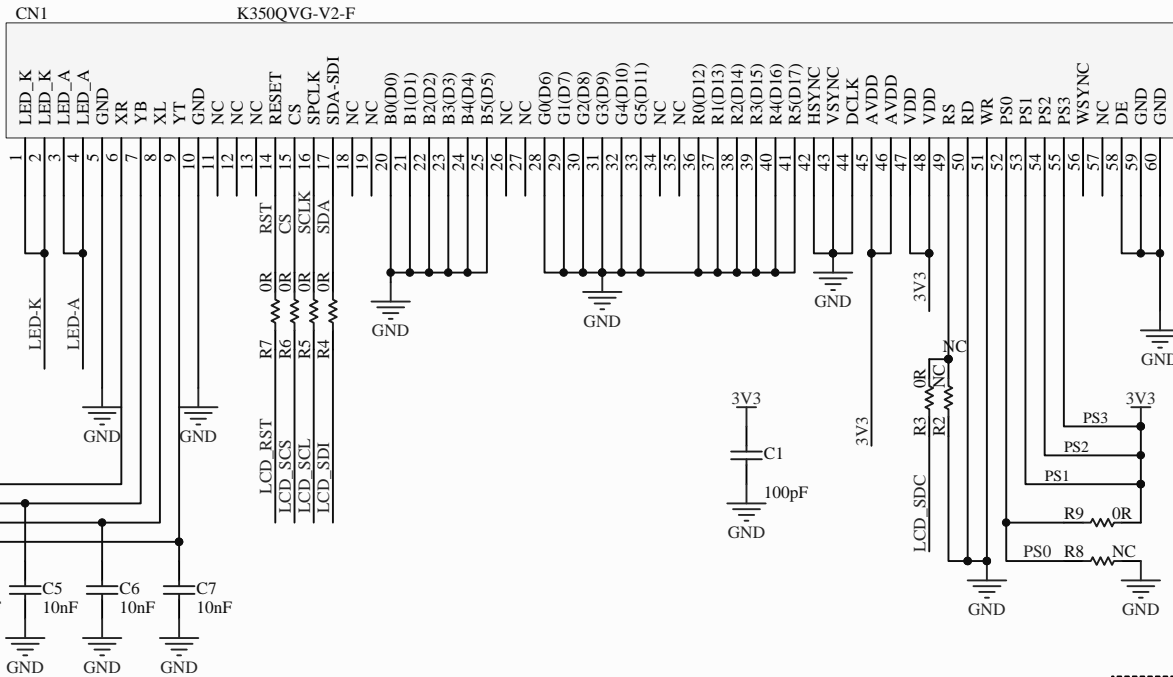 CN1 K350QVG-V2-F
LED_K
LED_K
LED_A
LED_A
GND
XR
YB
XL
YT
GND
NC
NC
NC
RESET
CS
SPCLK
SDA-SDI
NC
NC
B0(D0)
B1(D1)
B2(D2)
B3(D3)
B4(D4)
B5(D5)
NC
NC
G0(D6)
G1(D7)
G2(D8)
G3(D9)
G4(D10)
G5(D11)
NC
NC
R0(D12)
R1(D13)
R2(D14)
R3(D15)
R4(D16)
R5(D17)
HSYNC
VSYNC
DCLK
AVDD
AVDD
VDD
VDD
RS
RD
WR
PS0
PS1
PS2
PS3
WSYNC
NC
DE
GND
GND
1 2 3 4 5 6 7 8 9 10 11 12 13 14 15 16 17 18 19 20 21 22 23 24 25 26 27 28 29 30 31 32 33 34 35 36 37 38 39 40 41 42 43 44 45 46 47 48 49 50 51 52 53 54 55 56 57 58 59 60
RST
CS
SCLK
SDA
0R
0R
0R
0R
R7
R6
R5
R4
LCD_RST
LCD_SCS
LCD_SCL
LCD_SDI
LED-K
LED-A
GND
GND
GND
GND
GND
3V3
3V3
NC
0R
NC
R3
R2
LCD_SDC
GND
3V3
PS3
PS2
PS1
R9 0R
PS0 R8 NC
GND
GND
3V3
C1
100pF
GND
C5
10nF
C6
10nF
C7
10nF
GND
GND
GND